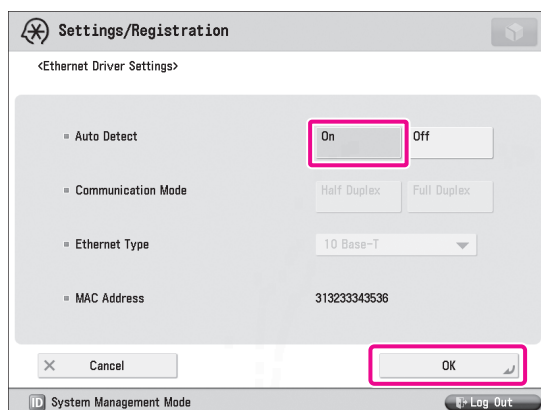 Settings/Registration
<Ethernet Driver Settings>
Auto Detect On Off
Communication Mode Half Duplex Full Duplex
Ethernet Type 10 Base-T
MAC Address 313233343536
Cancel OK
ID System Management Mode Log Out